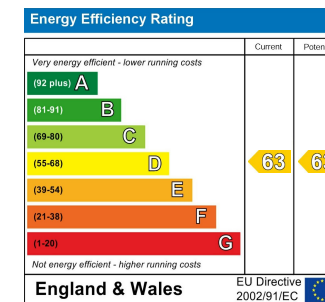 Energy Efficiency Rating
Current
Very energy efficient - lower running costs
(92 plus) A
(81-91) B
(69-80) C
(55-68) D 63
(39-54) E
(21-38) F
(1-20) G
Not energy efficient - higher running costs
England & Wales
EU Directive
2002/91/EC